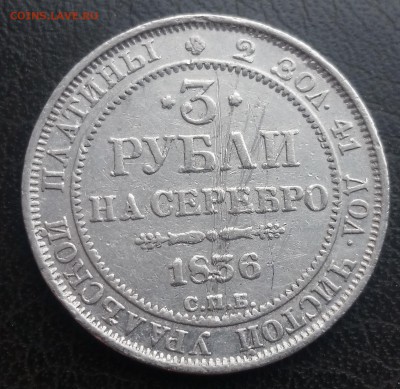 COINS.LAVE.RU
2 ЗОЛ. 41 ДОЛ. ЧИСТОЙ УРАЛЬСКОЙ ПЛАТИНЫ
·3·
РУБЛИ
НА СЕРЕБРО
1836
С.П.Б.